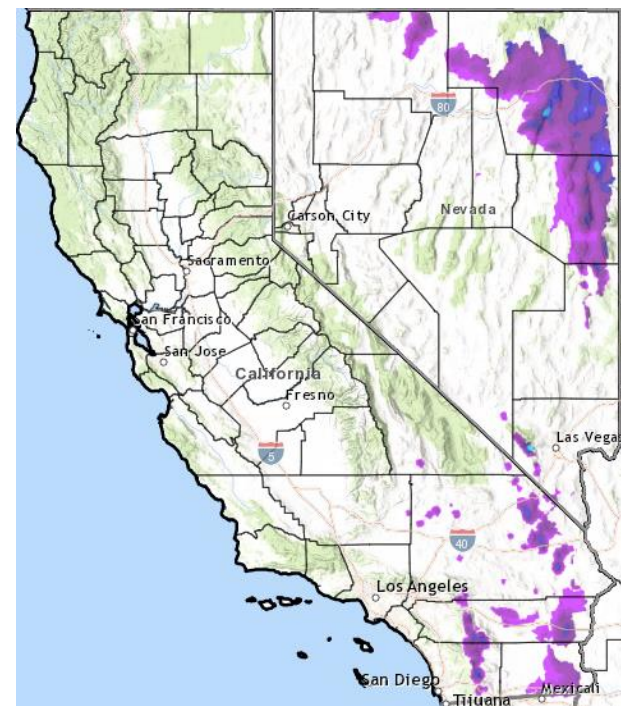 80
Carson City
Nevada
Sacramento
San Francisco
San Jose
California
Fresno
5
Las Vegas
40
Los Angeles
San Diego
Mexicali
Tijuana